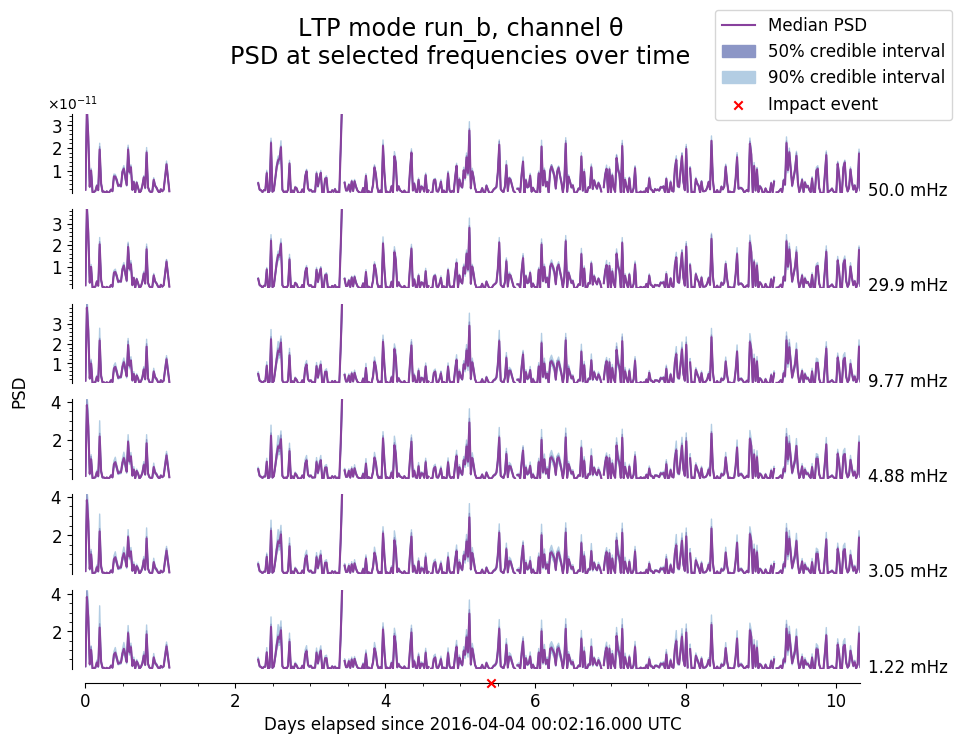 LTP mode run_b, channel θ
PSD at selected frequencies over time
Median PSD
50% credible interval
90% credible interval
Impact event
×10⁻¹¹
3
2
1
50.0 mHz
3
2
1
29.9 mHz
3
2
1
9.77 mHz
PSD
4
2
4.88 mHz
4
2
3.05 mHz
4
2
1.22 mHz
0 2 4 6 8 10
Days elapsed since 2016-04-04 00:02:16.000 UTC